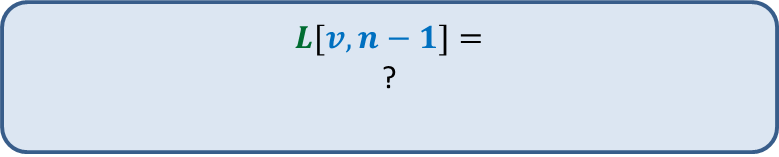 L[v, n − 1] =
?